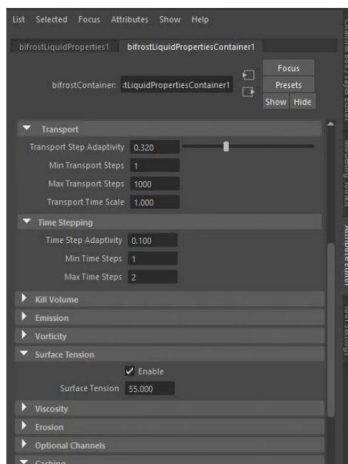 List Selected Focus Attributes Show Help
bifrostLiquidProperties1 bifrostLiquidPropertiesContainer1
Focus
bifrostContainer: tLiquidPropertiesContainer1 Presets
Show Hide
Transport
Transport Step Adaptivity 0.320
Min Transport Steps 1
Max Transport Steps 1000
Transport Time Scale 1.000
Time Stepping
Time Step Adaptivity 0.100
Min Time Steps 1
Max Time Steps 2
Kill Volume
Emission
Vorticity
Surface Tension
Enable
Surface Tension 55.000
Viscosity
Erosion
Optional Channels
Caching
Attribute Editor